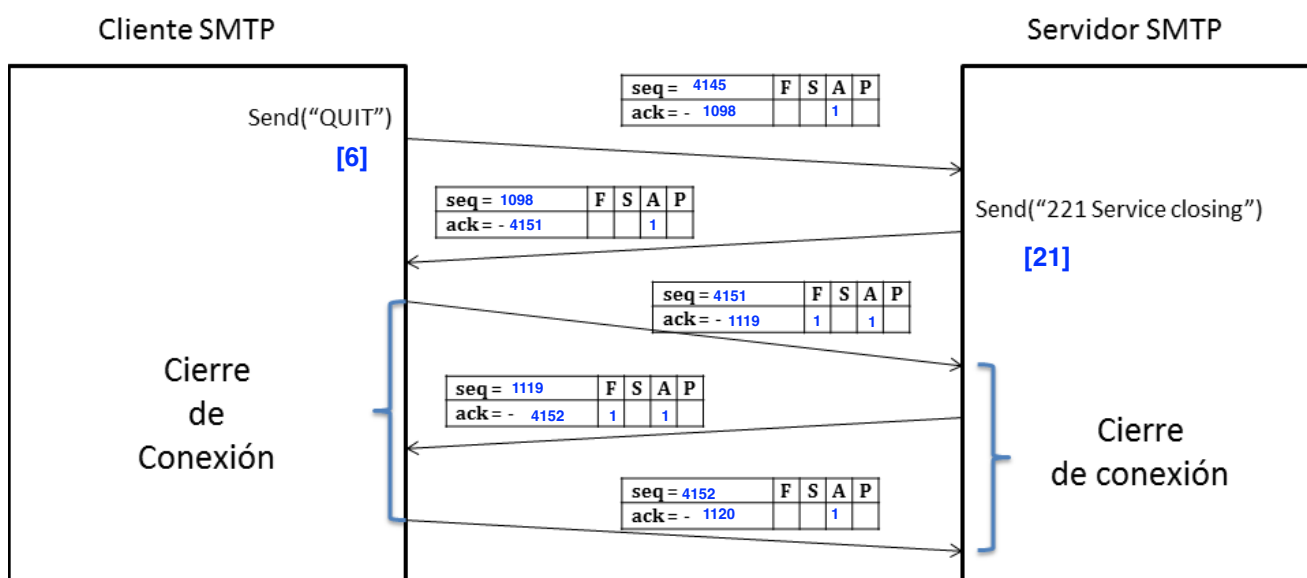 Cliente SMTP
Servidor SMTP
seq = 4145 F S A P
ack = - 1098 1
Send(“QUIT”)
[6]
seq = 1098 F S A P
ack = - 4151 1
Send(“221 Service closing”)
[21]
seq = 4151 F S A P
ack = - 1119 1 1
Cierre
de
Conexión
seq = 1119 F S A P
ack = - 4152 1 1
Cierre
de conexión
seq = 4152 F S A P
ack = - 1120 1